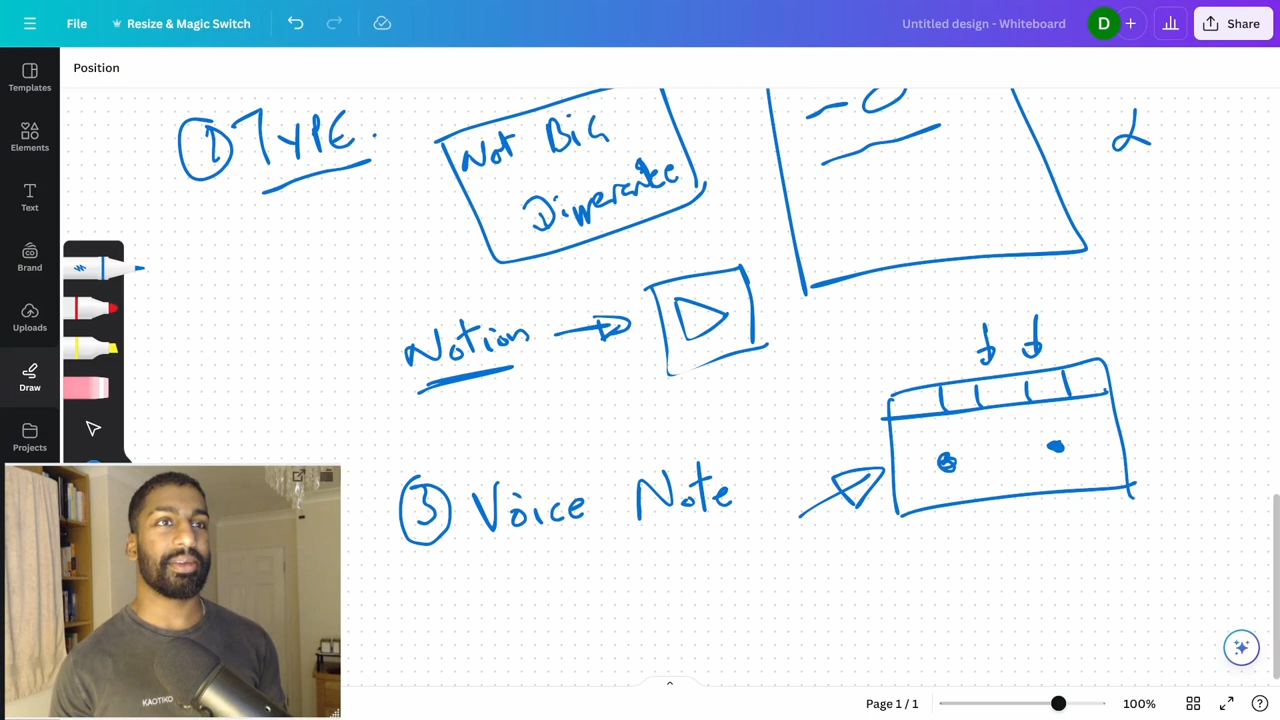 File
Resize & Magic Switch
Untitled design - Whiteboard
D
Share
Position
Templates
Elements
Text
Brand
Uploads
Draw
Projects
① TYPE.
Not Big
Difference
Notion
③ Voice Note
KAOTIKO
Page 1 / 1
100%